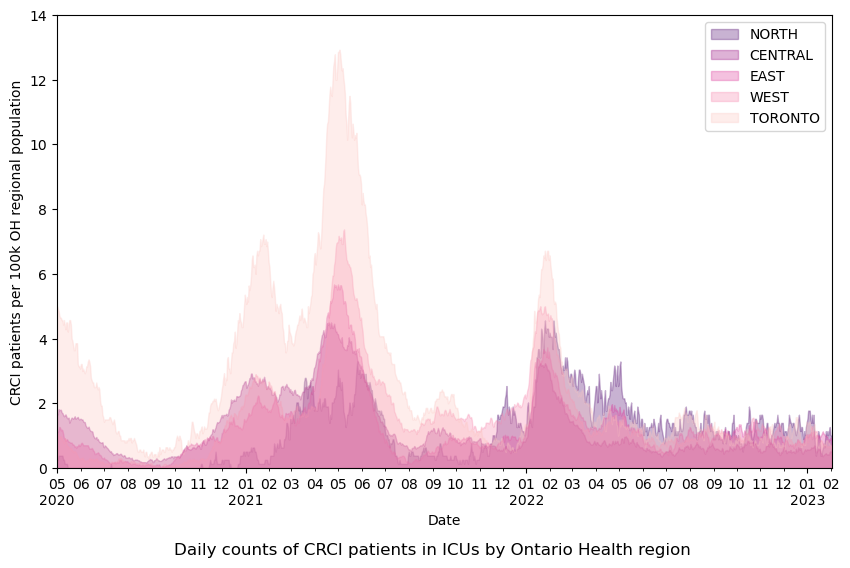 14
12
10
8
6
4
2
0
CRCI patients per 100k OH regional population
NORTH
CENTRAL
EAST
WEST
TORONTO
05 06 07 08 09 10 11 12 01 02 03 04 05 06 07 08 09 10 11 12 01 02 03 04 05 06 07 08 09 10 11 12 01 02
2020 2021 2022 2023
Date
Daily counts of CRCI patients in ICUs by Ontario Health region